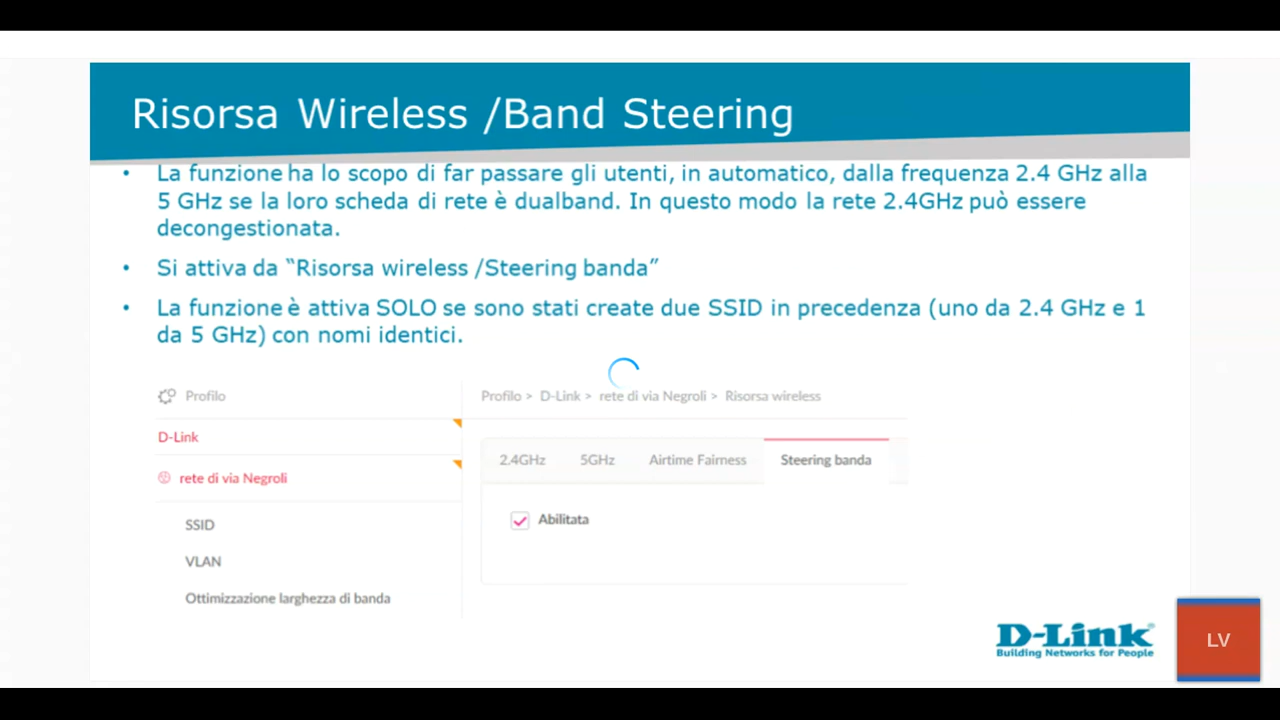 Risorsa Wireless /Band Steering
• La funzione ha lo scopo di far passare gli utenti, in automatico, dalla frequenza 2.4 GHz alla
5 GHz se la loro scheda di rete è dualband. In questo modo la rete 2.4GHz può essere
decongestionata.
• Si attiva da “Risorsa wireless /Steering banda”
• La funzione è attiva SOLO se sono stati create due SSID in precedenza (uno da 2.4 GHz e 1
da 5 GHz) con nomi identici.
Profilo
D-Link
rete di via Negroli
SSID
VLAN
Ottimizzazione larghezza di banda
Profilo > D-Link > rete di via Negroli > Risorsa wireless
2.4GHz 5GHz Airtime Fairness Steering banda
Abilitata
D-Link®
Building Networks for People
LV